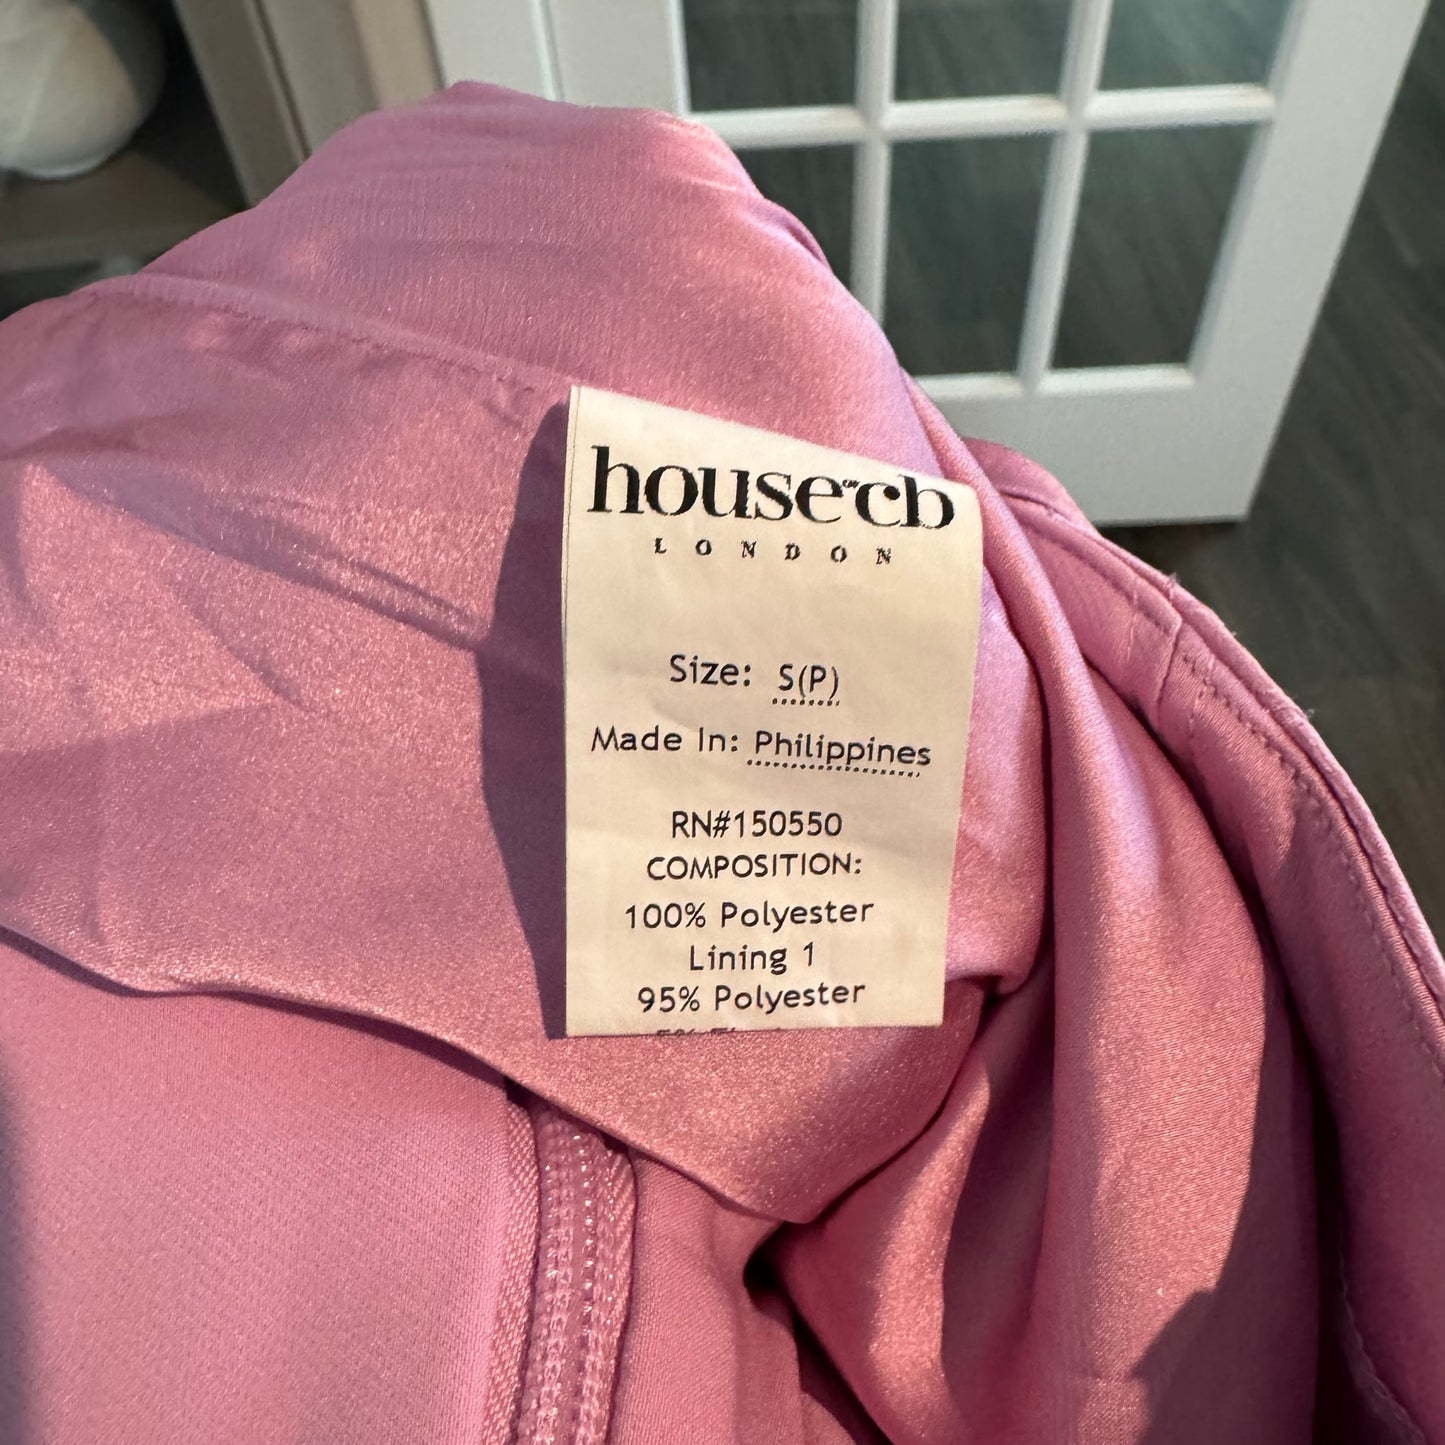 house of cb
LONDON
Size: S(P)
Made In: Philippines
RN#150550
COMPOSITION:
100% Polyester
Lining 1
95% Polyester